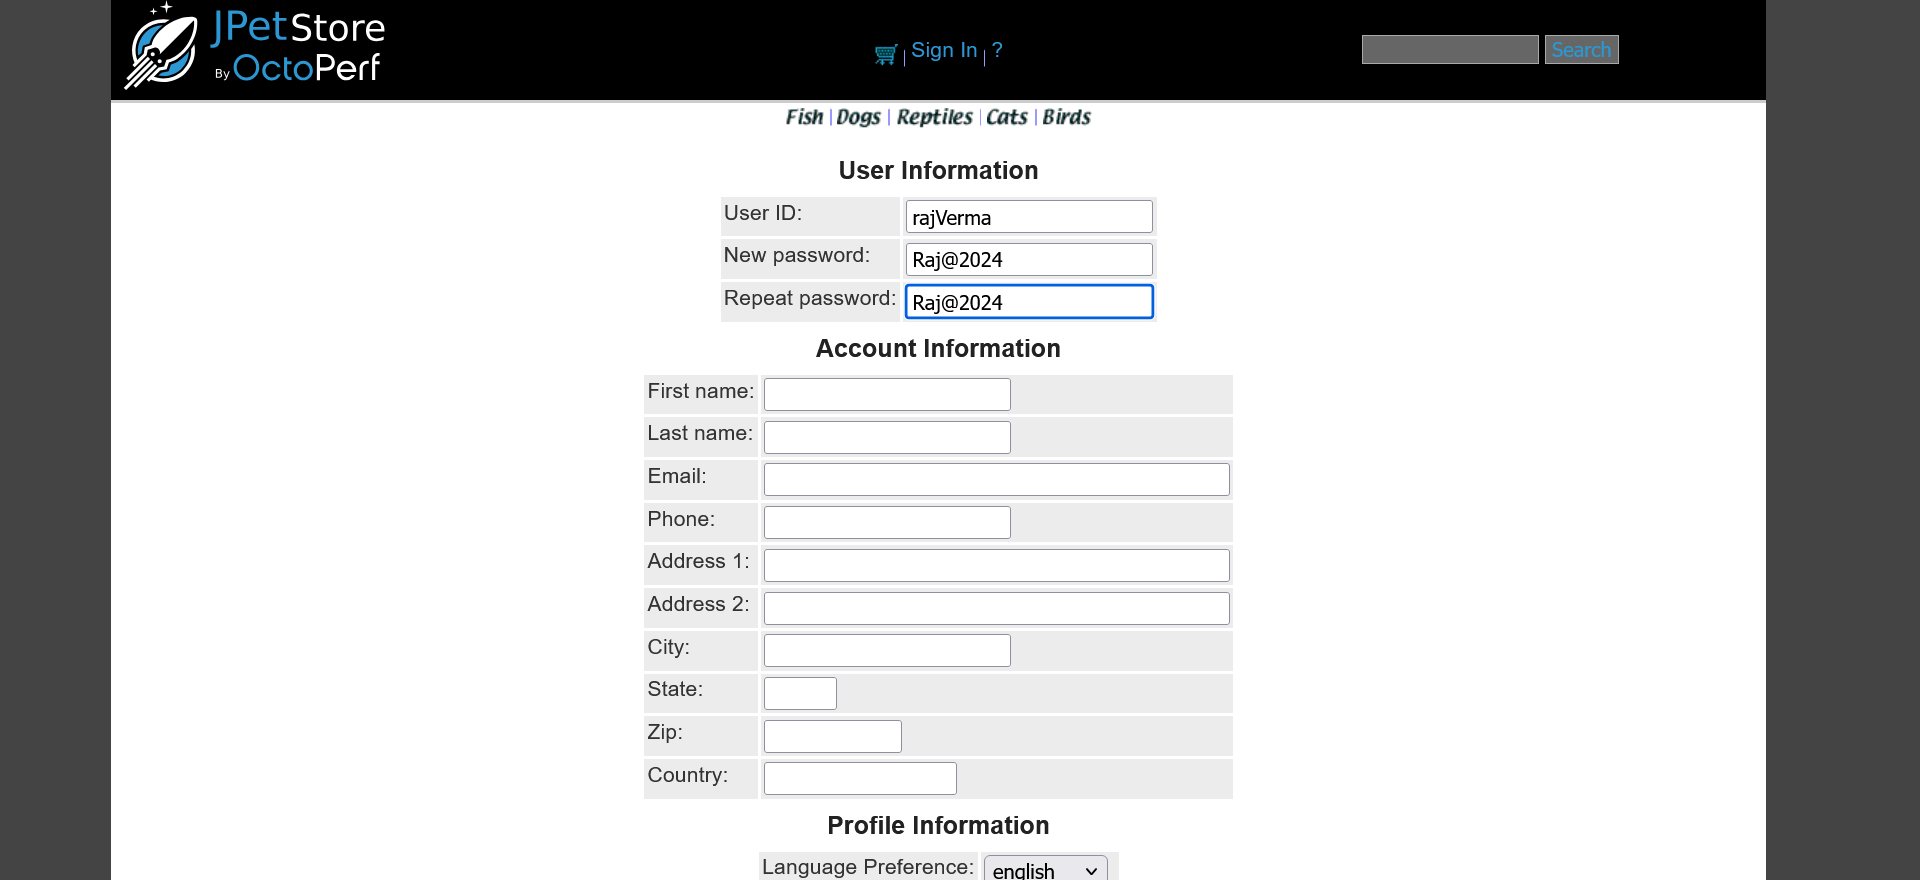 JPetStore
By OctoPerf
Sign In ?
Search
Fish Dogs Reptiles Cats Birds
User Information
User ID: rajVerma
New password: Raj@2024
Repeat password: Raj@2024
Account Information
First name:
Last name:
Email:
Phone:
Address 1:
Address 2:
City:
State:
Zip:
Country:
Profile Information
Language Preference: english